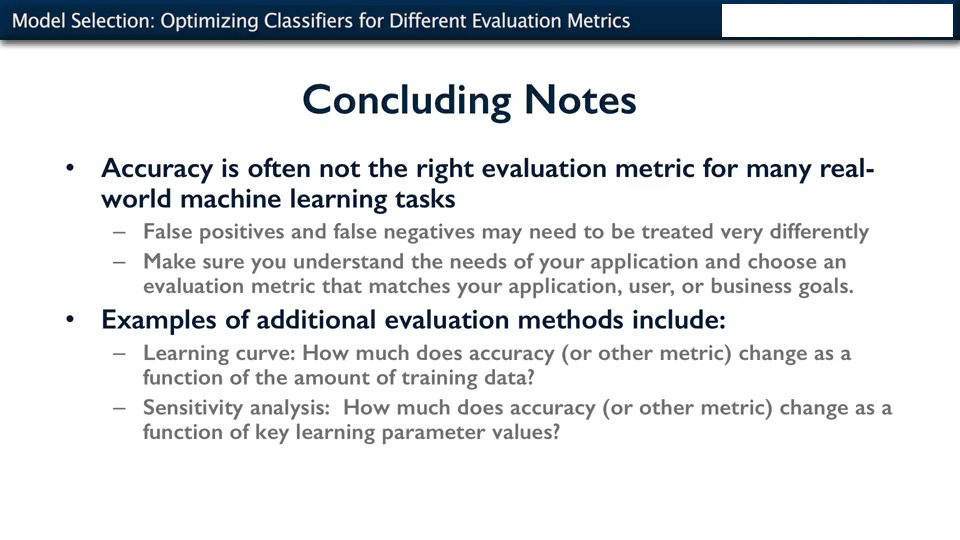 Model Selection: Optimizing Classifiers for Different Evaluation Metrics
Concluding Notes
• Accuracy is often not the right evaluation metric for many real-
world machine learning tasks
– False positives and false negatives may need to be treated very differently
– Make sure you understand the needs of your application and choose an
evaluation metric that matches your application, user, or business goals.
• Examples of additional evaluation methods include:
– Learning curve: How much does accuracy (or other metric) change as a
function of the amount of training data?
– Sensitivity analysis:  How much does accuracy (or other metric) change as a
function of key learning parameter values?